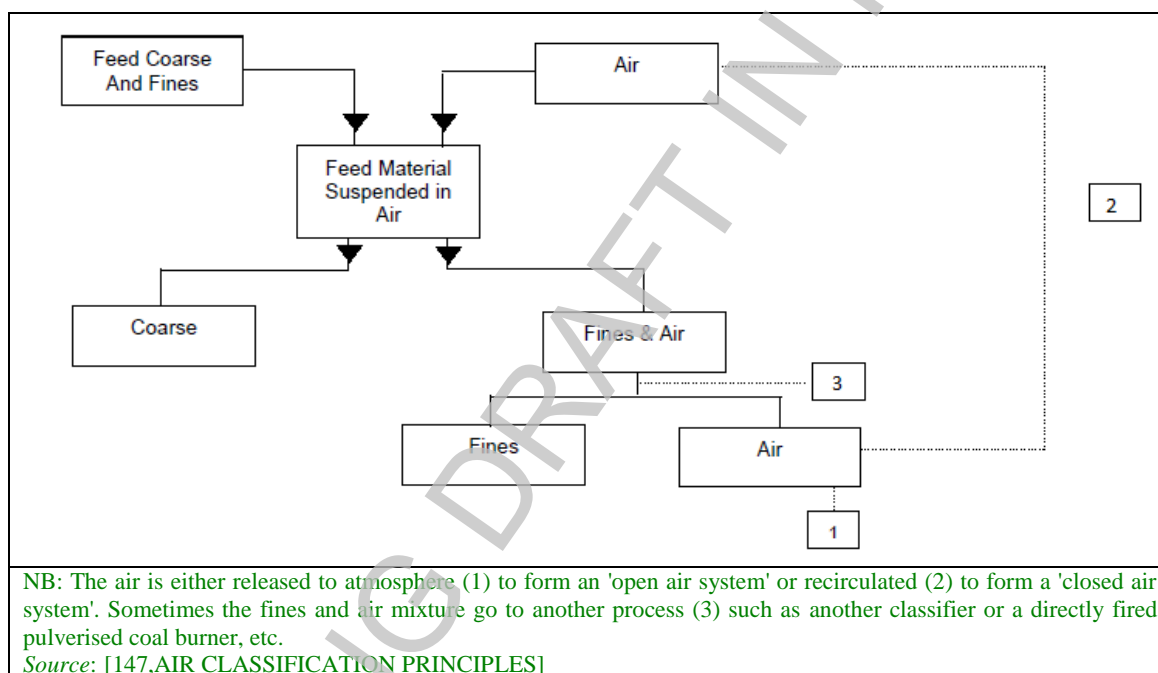 Feed Coarse
And Fines
Air
Feed Material
Suspended in
Air
2
Coarse
Fines & Air
3
Fines
Air
1
NB: The air is either released to atmosphere (1) to form an 'open air system' or recirculated (2) to form a 'closed air
system'. Sometimes the fines and air mixture go to another process (3) such as another classifier or a directly fired
pulverised coal burner, etc.
Source: [147,AIR CLASSIFICATION PRINCIPLES]
NG DRAFT IN